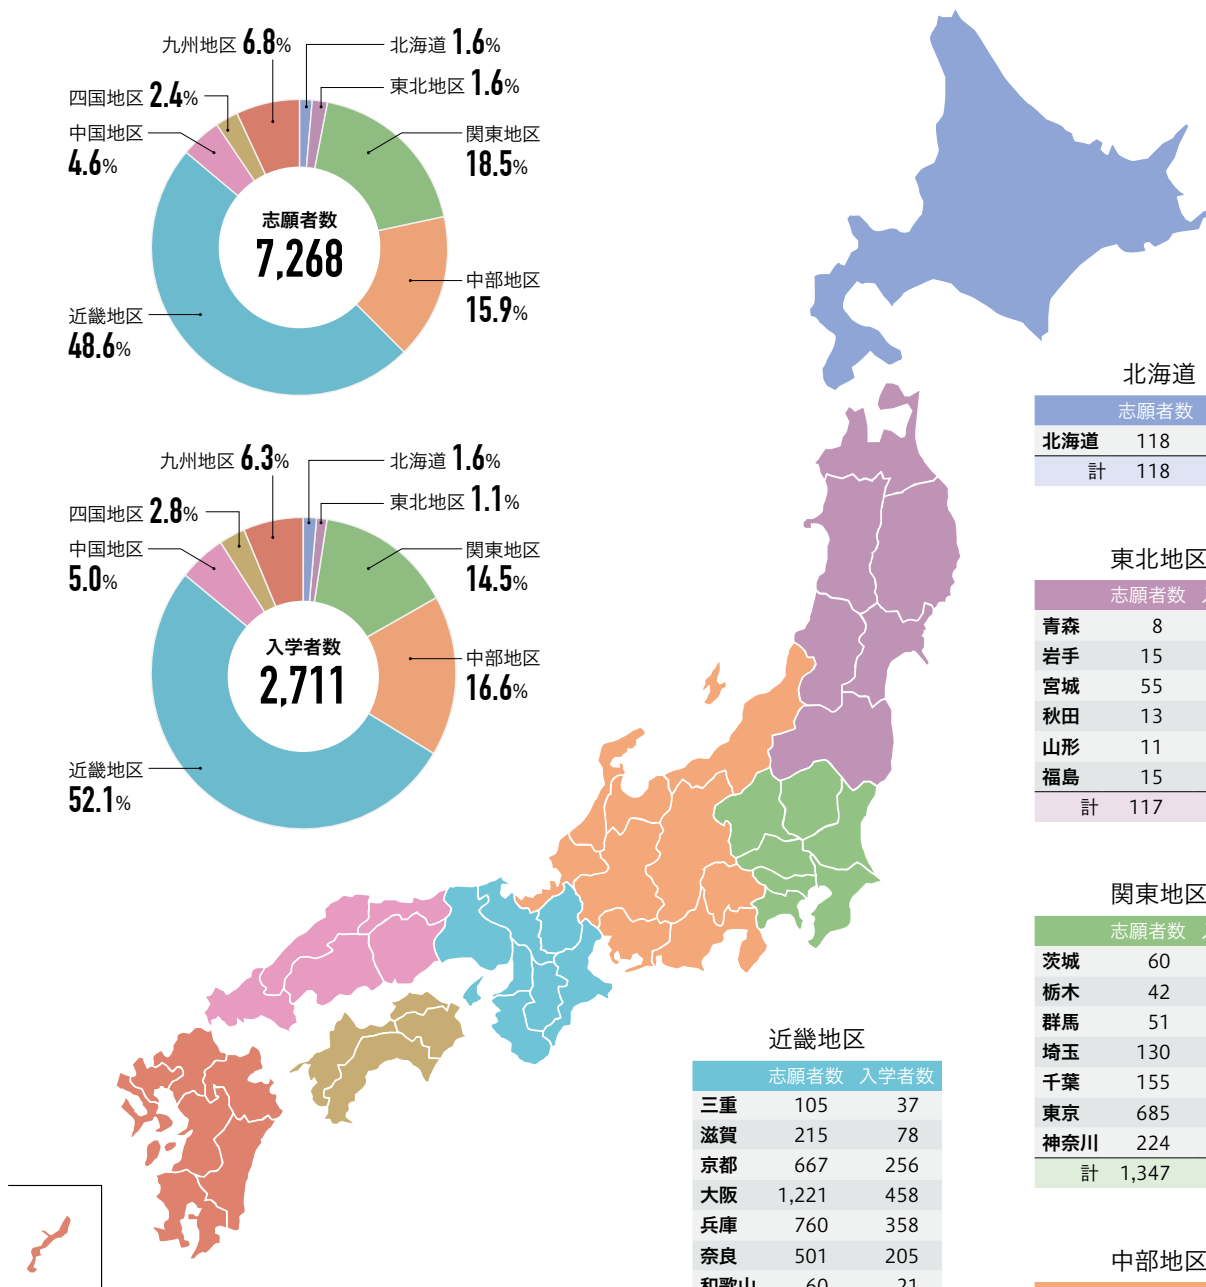 九州地区 6.8%
北海道 1.6%
四国地区 2.4%
東北地区 1.6%
中国地区
4.6%
関東地区
18.5%
志願者数
7,268
中部地区
15.9%
近畿地区
48.6%
九州地区 6.3%
北海道 1.6%
四国地区 2.8%
東北地区 1.1%
中国地区
5.0%
関東地区
14.5%
入学者数
2,711
中部地区
16.6%
近畿地区
52.1%
北海道
志願者数
北海道 118
計 118
東北地区
志願者数
青森 8
岩手 15
宮城 55
秋田 13
山形 11
福島 15
計 117
関東地区
志願者数
茨城 60
栃木 42
群馬 51
埼玉 130
千葉 155
東京 685
神奈川 224
計 1,347
近畿地区
志願者数 入学者数
三重 105 37
滋賀 215 78
京都 667 256
大阪 1,221 458
兵庫 760 358
奈良 501 205
和歌山 60 21
中部地区